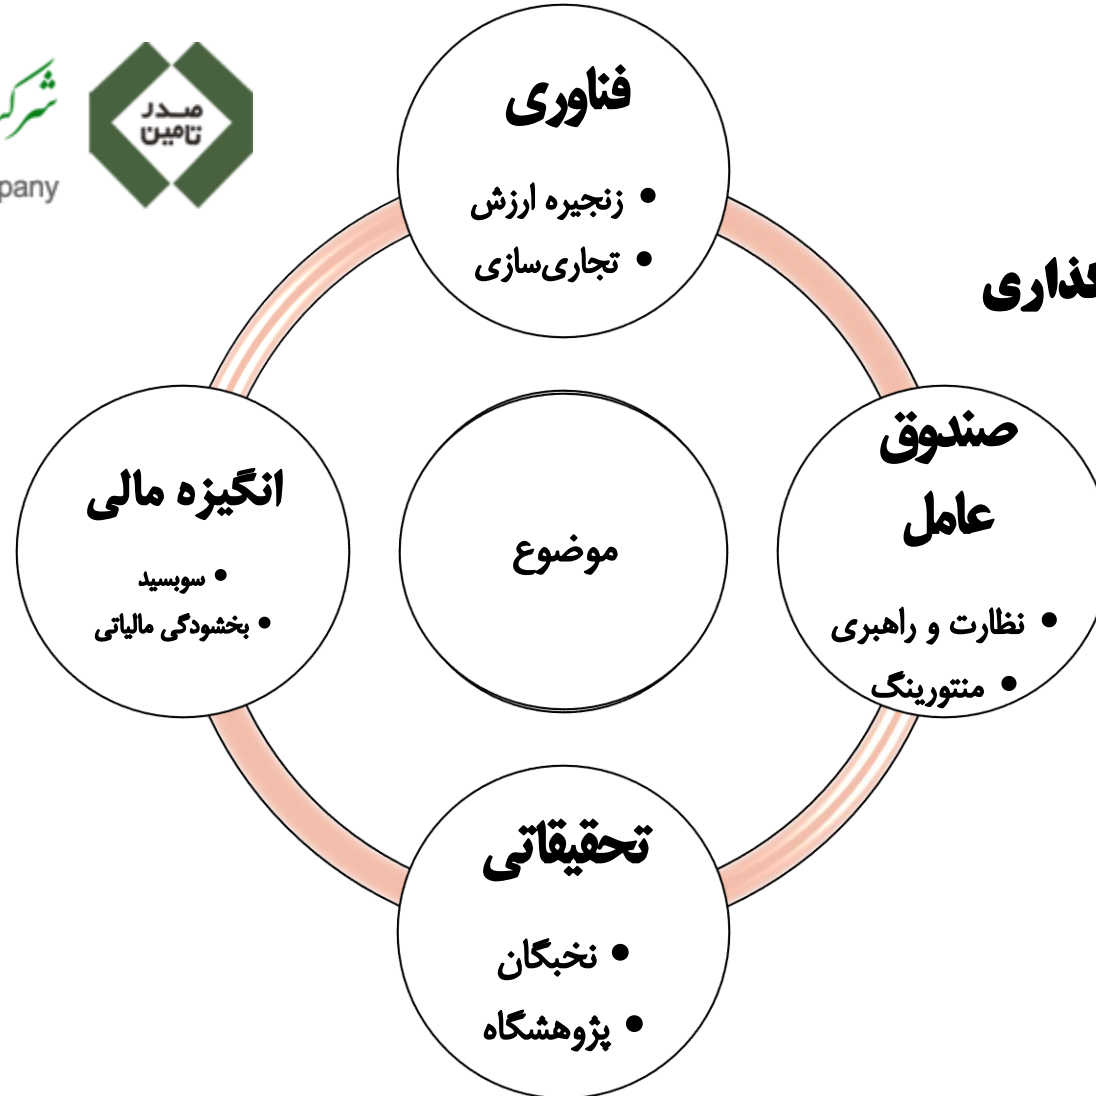 صدر
تامین
pany
فناوری
• زنجیره ارزش
• تجاری‌سازی
صندوق
عامل
• نظارت و راهبری
• منتورینگ
موضوع
انگیزه مالی
• سوبسید
• بخشودگی مالیاتی
تحقیقاتی
• نخبگان
• پژوهشگاه